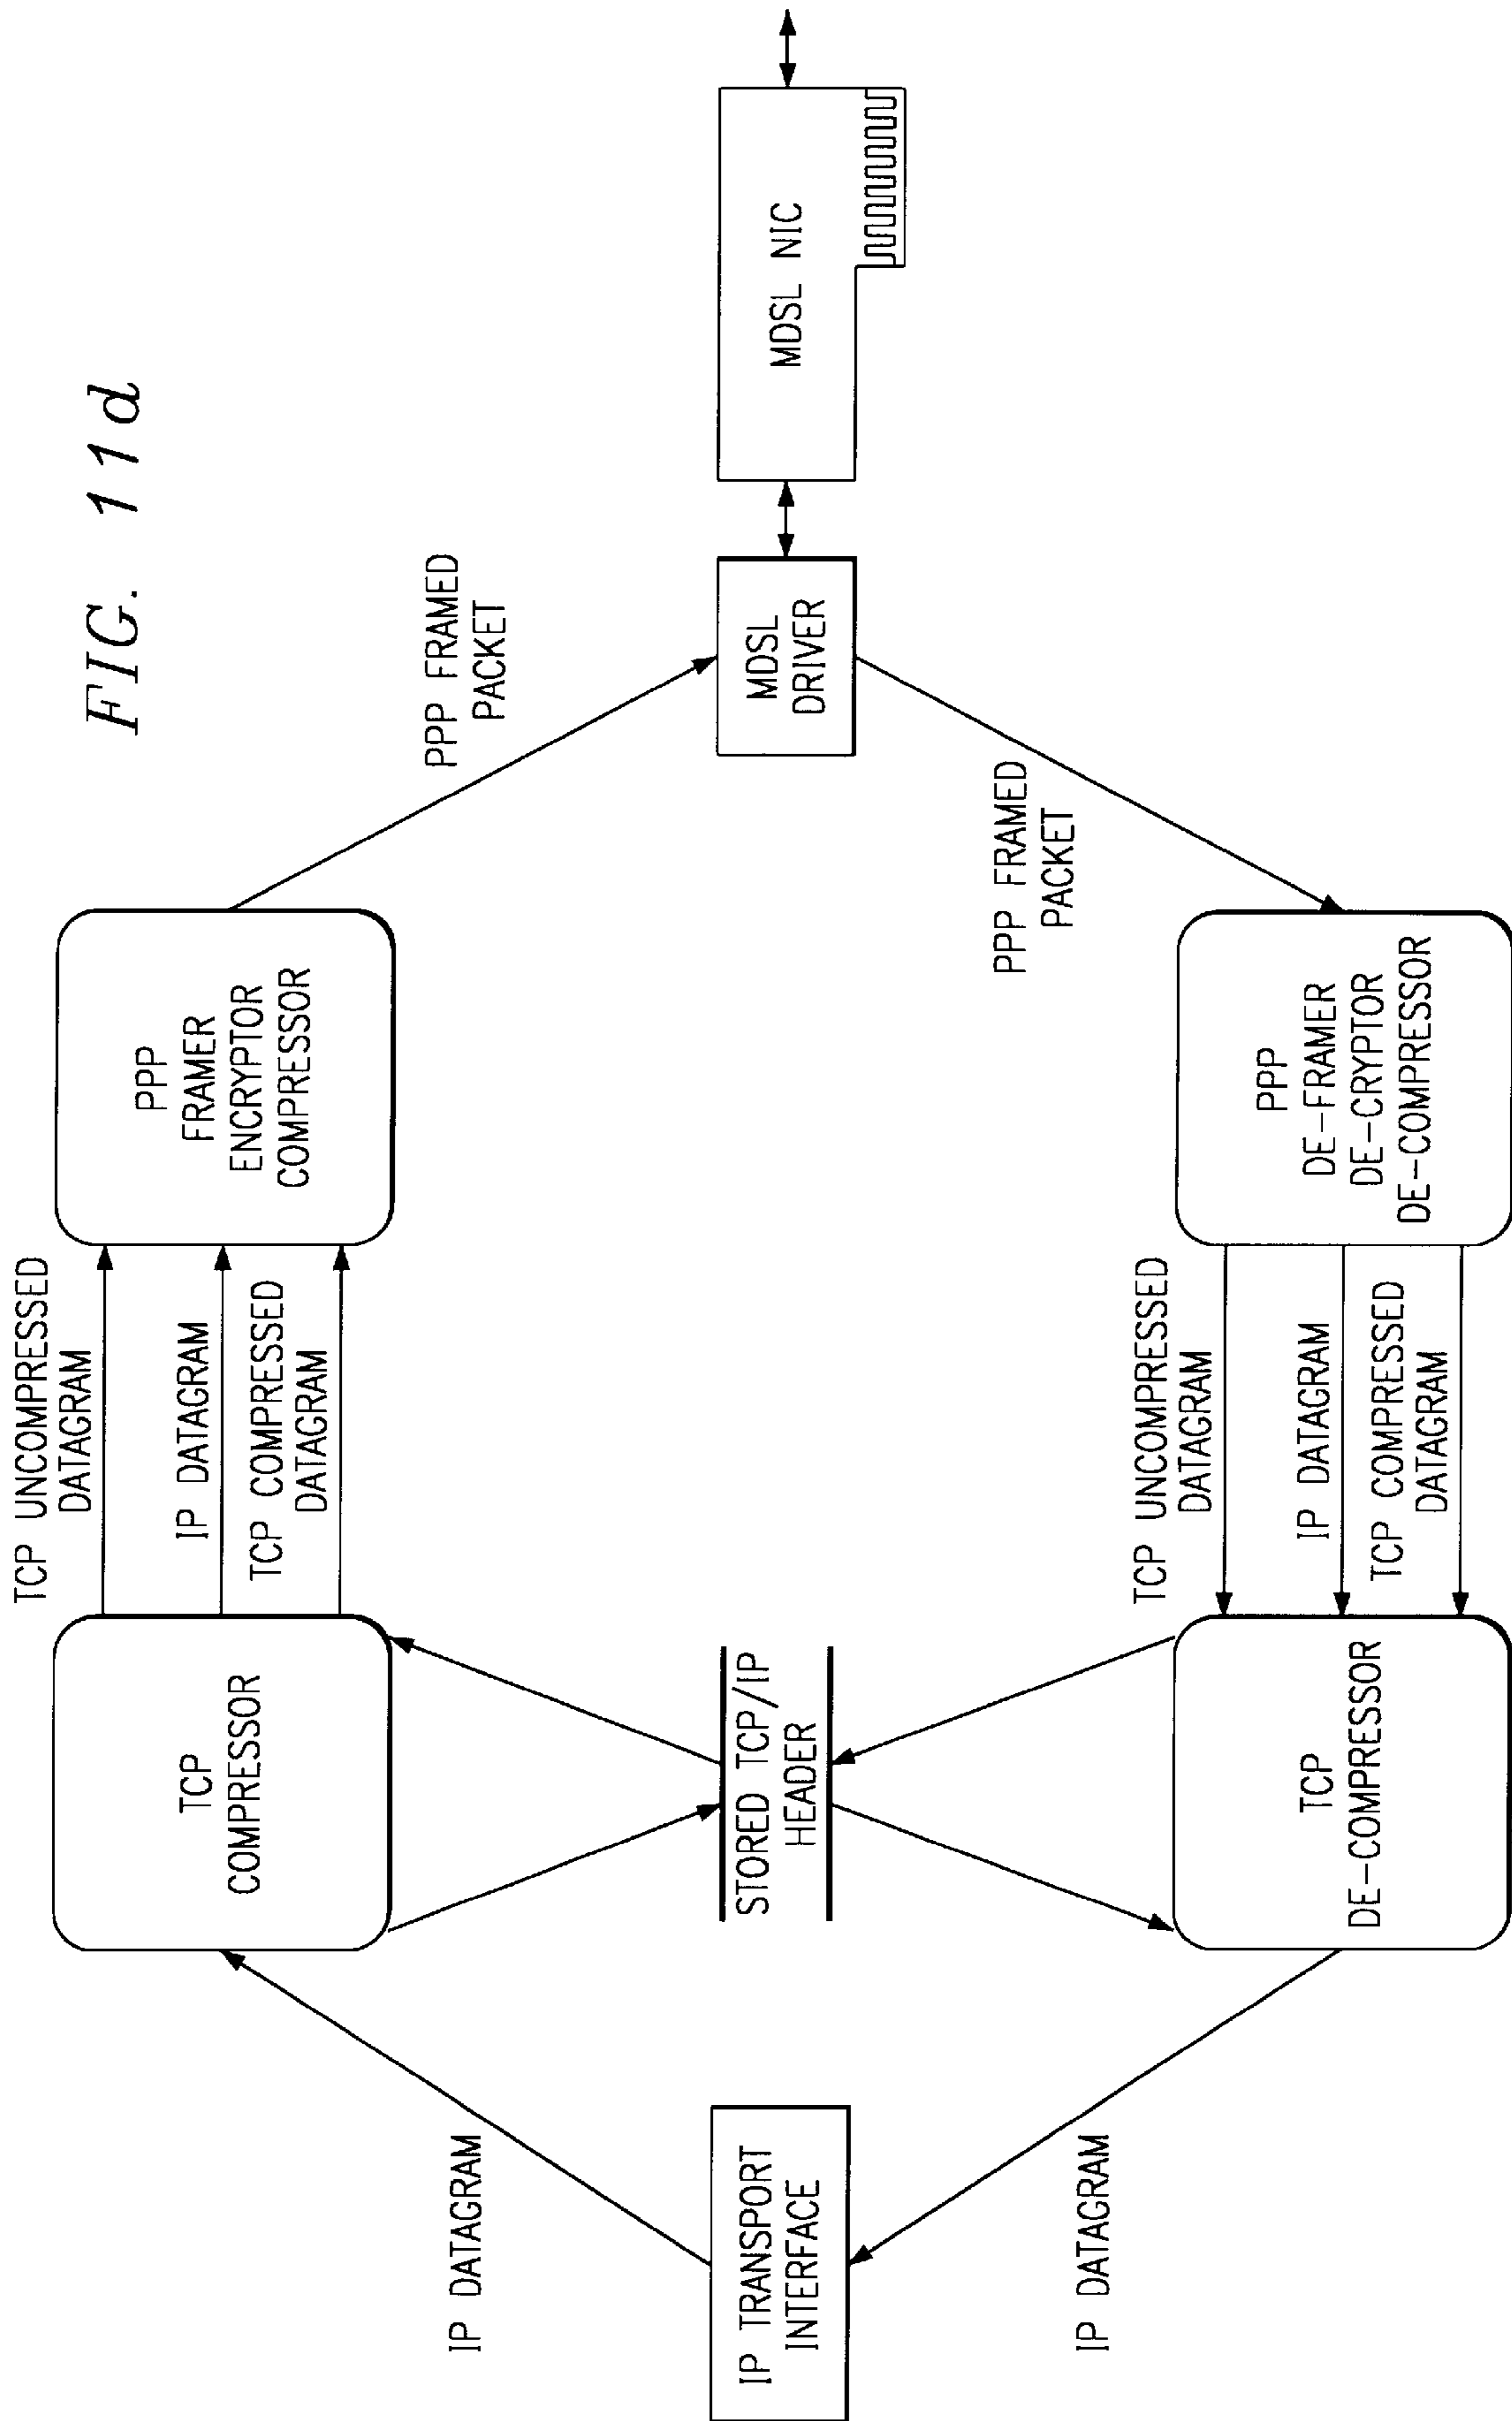 FIG. 11d
IP DATAGRAM
TCP
COMPRESSOR
TCP UNCOMPRESSED
DATAGRAM
IP DATAGRAM
TCP COMPRESSED
DATAGRAM
PPP
FRAMER
ENCRYPTOR
COMPRESSOR
PPP FRAMED
PACKET
IP TRANSPORT
INTERFACE
STORED TCP/IP
HEADER
MDSL
DRIVER
MDSL NIC
PPP FRAMED
PACKET
IP DATAGRAM
TCP
DE-COMPRESSOR
TCP UNCOMPRESSED
DATAGRAM
IP DATAGRAM
TCP COMPRESSED
DATAGRAM
PPP
DE-FRAMER
DE-CRYPTOR
DE-COMPRESSOR